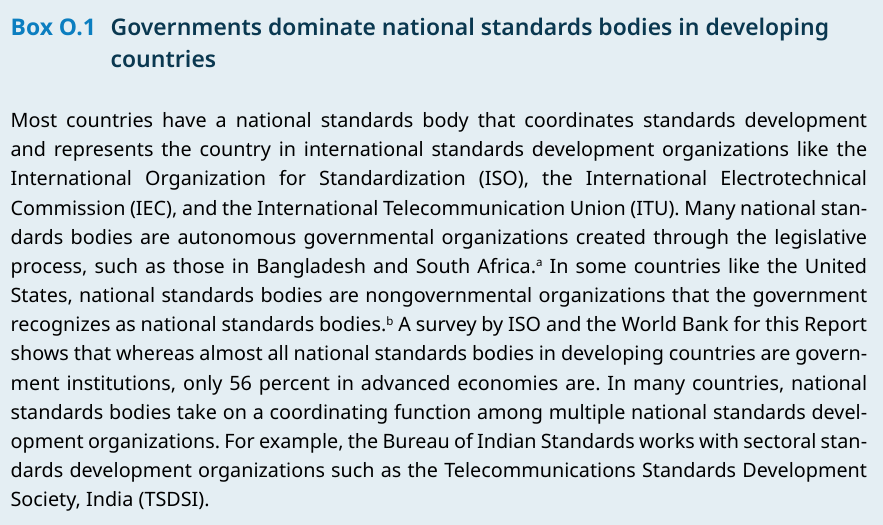 Box O.1 Governments dominate national standards bodies in developing
countries
Most countries have a national standards body that coordinates standards development
and represents the country in international standards development organizations like the
International Organization for Standardization (ISO), the International Electrotechnical
Commission (IEC), and the International Telecommunication Union (ITU). Many national stan-
dards bodies are autonomous governmental organizations created through the legislative
process, such as those in Bangladesh and South Africa.ᵃ In some countries like the United
States, national standards bodies are nongovernmental organizations that the government
recognizes as national standards bodies.ᵇ A survey by ISO and the World Bank for this Report
shows that whereas almost all national standards bodies in developing countries are govern-
ment institutions, only 56 percent in advanced economies are. In many countries, national
standards bodies take on a coordinating function among multiple national standards devel-
opment organizations. For example, the Bureau of Indian Standards works with sectoral stan-
dards development organizations such as the Telecommunications Standards Development
Society, India (TSDSI).